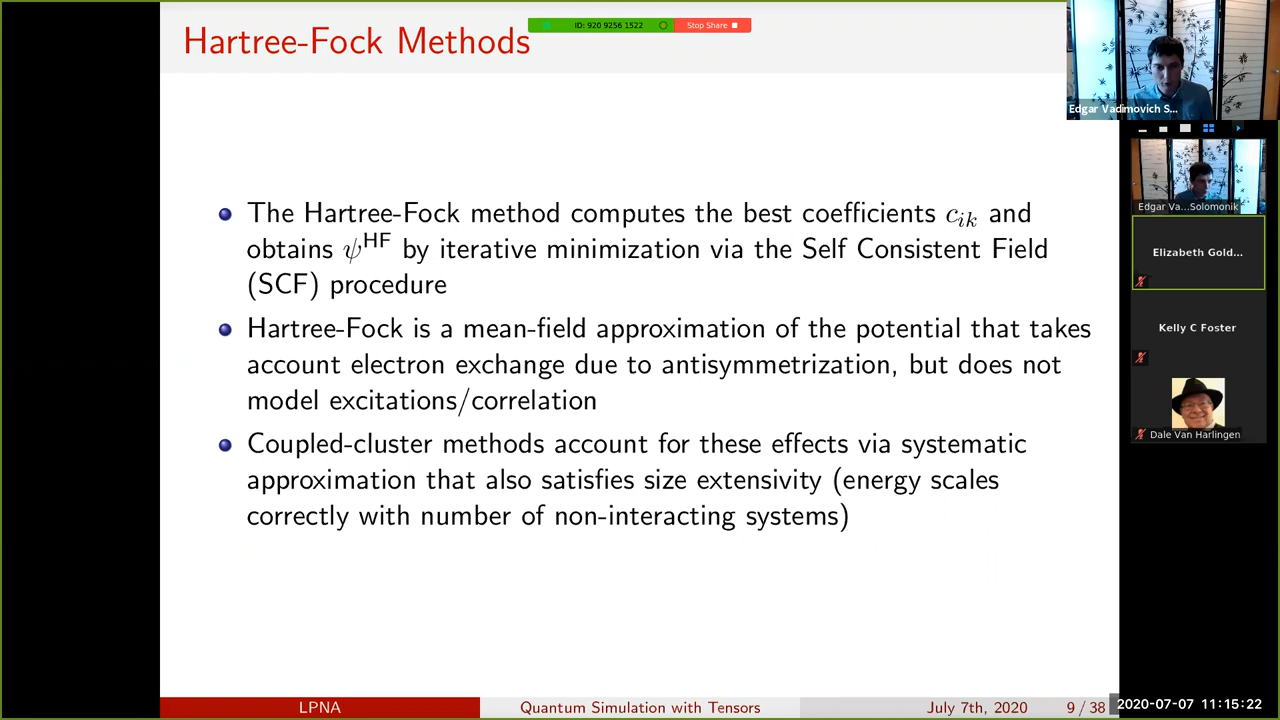 Hartree-Fock Methods
ID: 920 9256 1522
Stop Share
Edgar Vadimovich S...
The Hartree-Fock method computes the best coefficients c_{ik} and
obtains ψ^{HF} by iterative minimization via the Self Consistent Field
(SCF) procedure
Hartree-Fock is a mean-field approximation of the potential that takes
account electron exchange due to antisymmetrization, but does not
model excitations/correlation
Coupled-cluster methods account for these effects via systematic
approximation that also satisfies size extensivity (energy scales
correctly with number of non-interacting systems)
Edgar Va...Solomonik
Elizabeth Gold...
Kelly C Foster
Dale Van Harlingen
LPNA
Quantum Simulation with Tensors
July 7th, 2020
9 / 38
2020-07-07 11:15:22